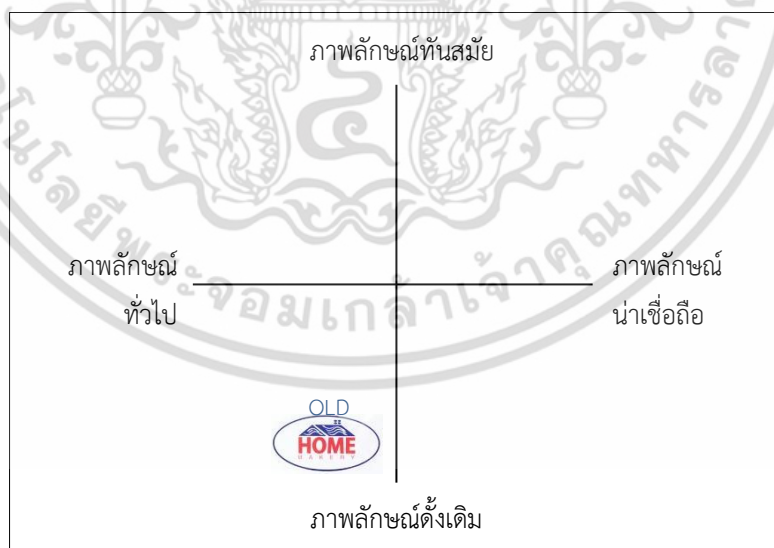 ภาพลักษณ์ทันสมัย
ภาพลักษณ์
ทั่วไป
ภาพลักษณ์
น่าเชื่อถือ
OLD
HOME
BAKERY
ภาพลักษณ์ดั้งเดิม